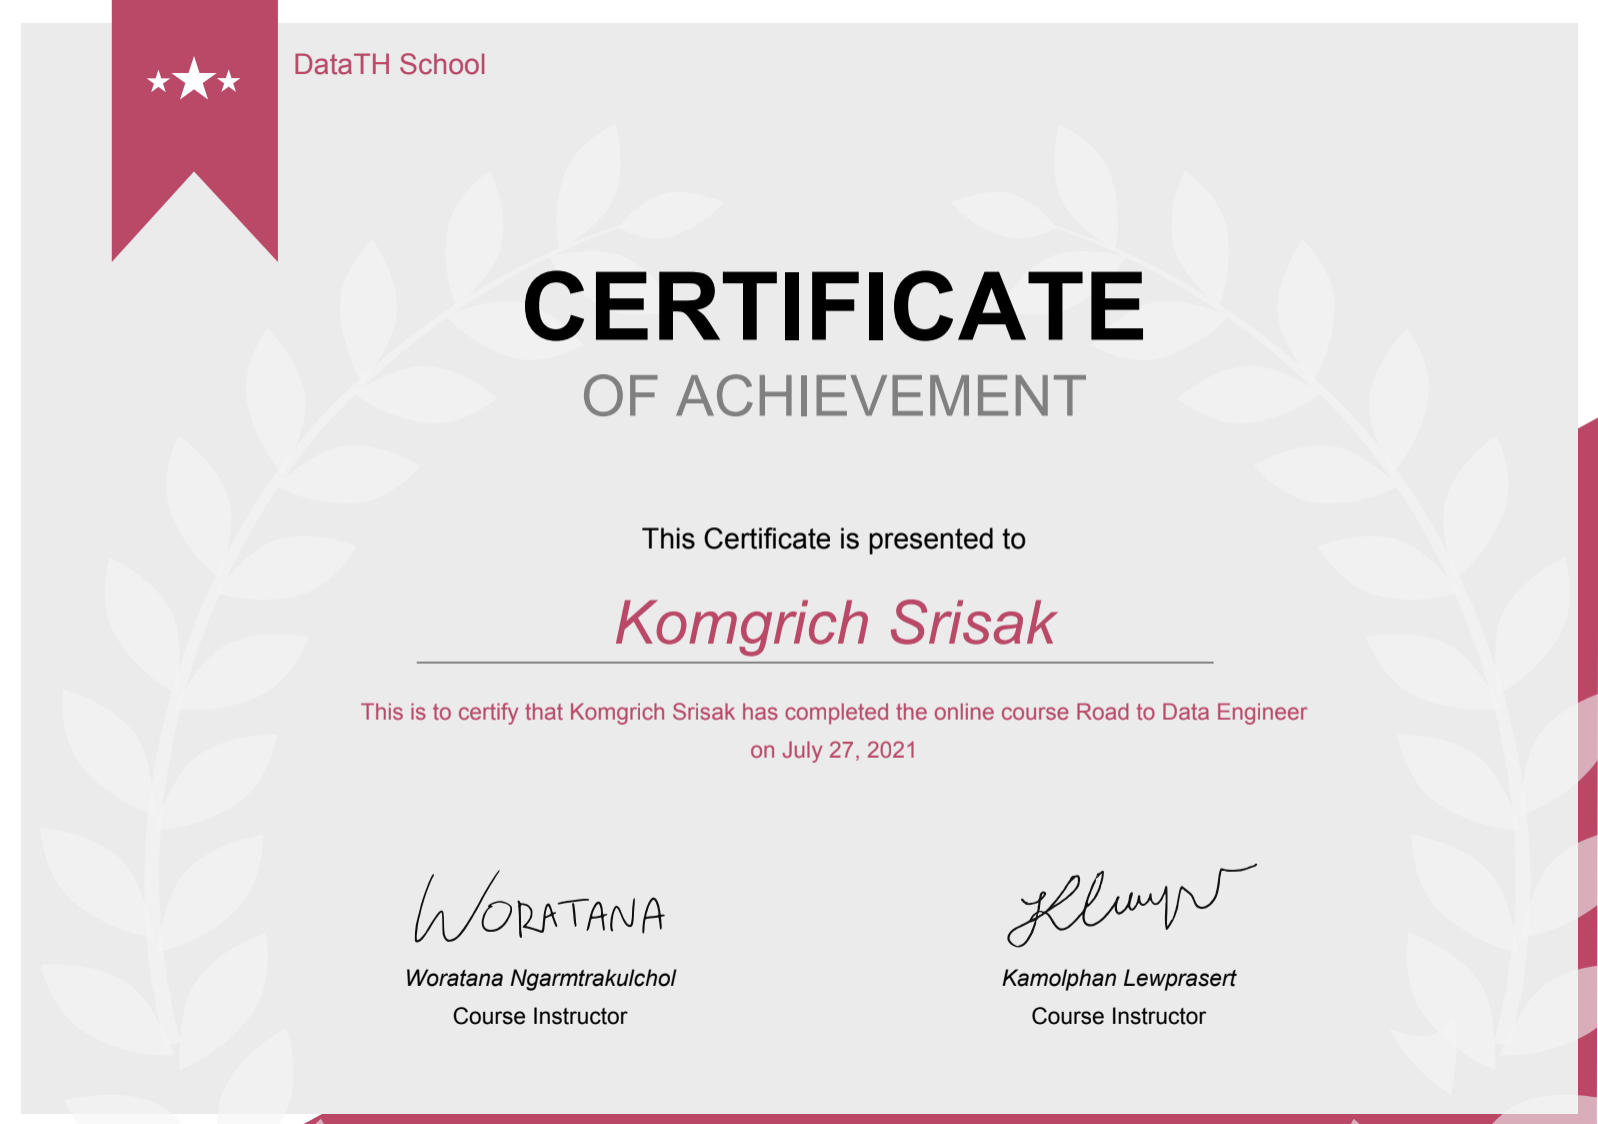 DataTH School
CERTIFICATE
OF ACHIEVEMENT
This Certificate is presented to
Komgrich Srisak
This is to certify that Komgrich Srisak has completed the online course Road to Data Engineer
on July 27, 2021
WORATANA
Woratana Ngarmtrakulchol
Course Instructor
Kamolphan Lewprasert
Course Instructor